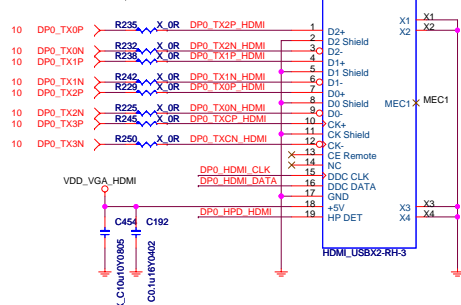 10 DP0_TX0P R235 X_0R DP0_TX2P_HDMI 1 D2+ X1 X1
2 D2 Shield X2 X2
10 DP0_TX0N R232 X_0R DP0_TX2N_HDMI 3 D2-
10 DP0_TX1P R238 X_0R DP0_TX1P_HDMI 4 D1+
5 D1 Shield
10 DP0_TX1N R242 X_0R DP0_TX1N_HDMI 6 D1-
10 DP0_TX2P R229 X_0R DP0_TX0P_HDMI 7 D0+
8 D0 Shield MEC1 MEC1
10 DP0_TX2N R225 X_0R DP0_TX0N_HDMI 9 D0-
10 DP0_TX3P R245 X_0R DP0_TXCP_HDMI 10 CK+
11 CK Shield
10 DP0_TX3N R250 X_0R DP0_TXCN_HDMI 12 CK-
13 CE Remote
14 NC
DP0_HDMI_CLK 15 DDC CLK
VDD_VGA_HDMI DP0_HDMI_DATA 16 DDC DATA
17 GND
18 +5V X3 X3
DP0_HPD_HDMI 19 HP DET X4 X4
C454 C192
HDMI_USBX2-RH-3
C10u10Y0805
C0.1u16Y0402